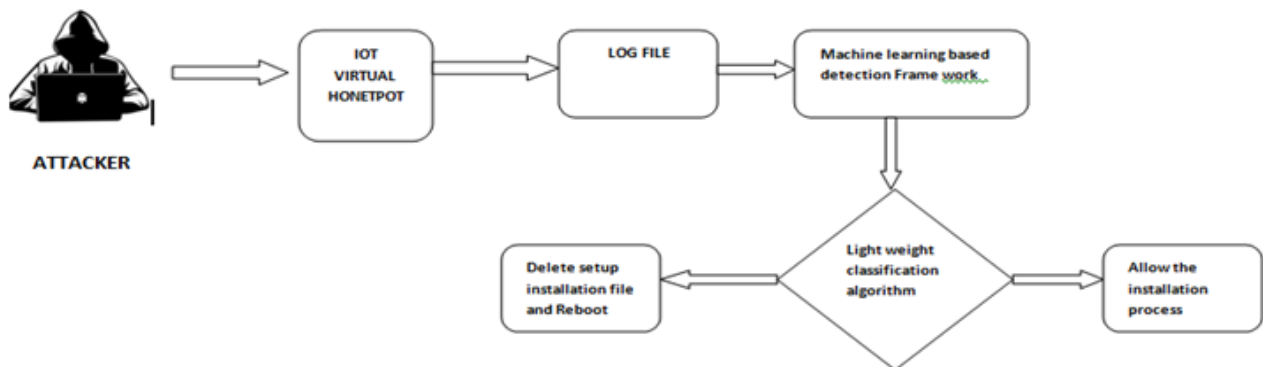 ATTACKER
IOT
VIRTUAL
HONETPOT
LOG FILE
Machine learning based
detection Frame work
Light weight
classification
algorithm
Delete setup
installation file
and Reboot
Allow the
installation
process